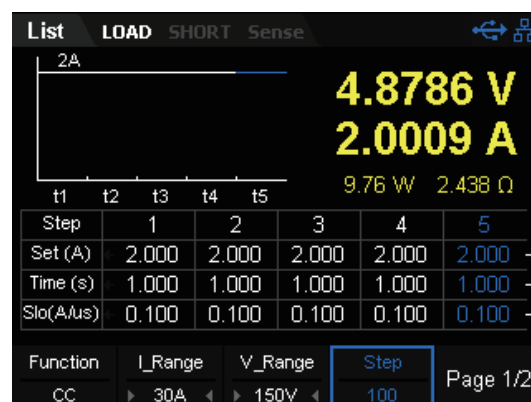 List LOAD SHORT Sense
2A
4.8786 V
2.0009 A
9.76 W 2.438 Ω
t1 t2 t3 t4 t5
Step 1 2 3 4 5
Set (A) 2.000 2.000 2.000 2.000 2.000
Time (s) 1.000 1.000 1.000 1.000 1.000
Slo(A/us) 0.100 0.100 0.100 0.100 0.100
Function I_Range V_Range Step
Page 1/2
CC 30A 150V 100